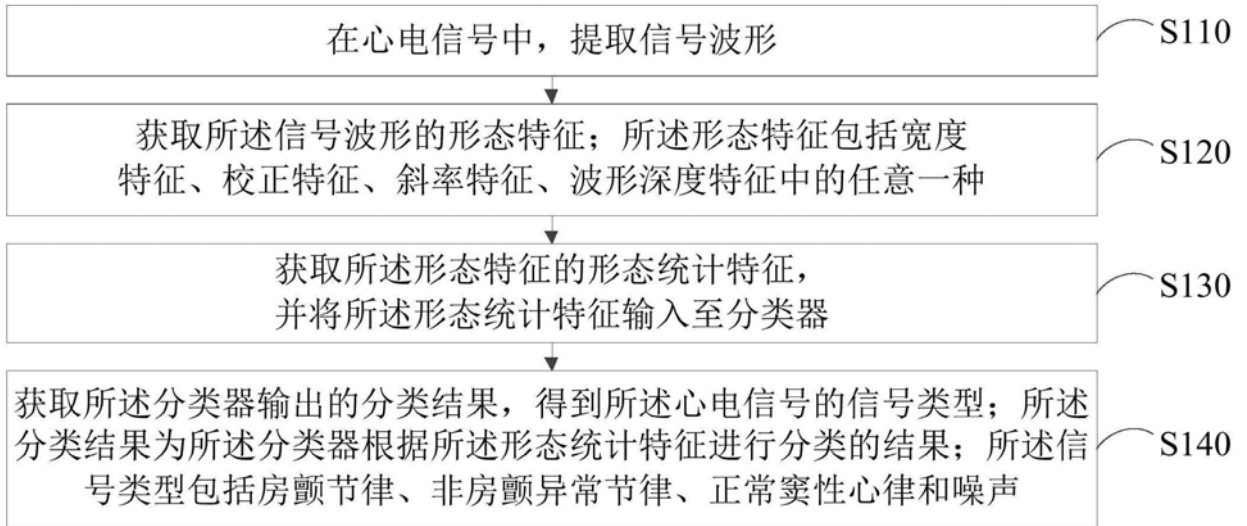 在心电信号中，提取信号波形
S110
获取所述信号波形的形态特征；所述形态特征包括宽度
特征、校正特征、斜率特征、波形深度特征中的任意一种
S120
获取所述形态特征的形态统计特征，
并将所述形态统计特征输入至分类器
S130
获取所述分类器输出的分类结果，得到所述心电信号的信号类型；所述
分类结果为所述分类器根据所述形态统计特征进行分类的结果；所述信
号类型包括房颤节律、非房颤异常节律、正常窦性心律和噪声
S140